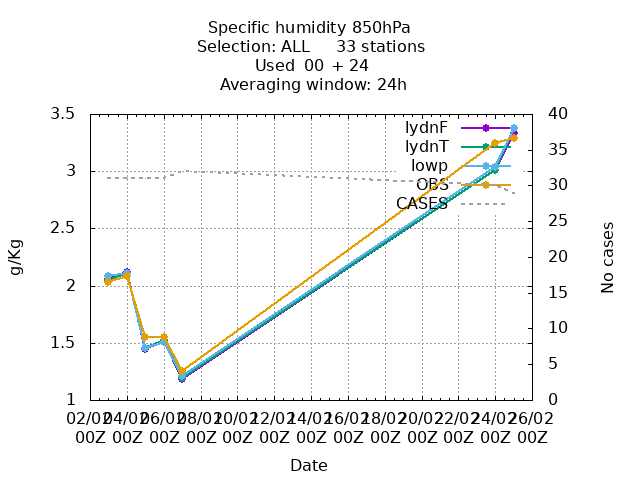 Specific humidity 850hPa
Selection: ALL 33 stations
Used 00 + 24
Averaging window: 24h
3.5
3
2.5
2
1.5
1
g/Kg
40
35
30
25
20
15
10
5
0
No cases
lydnF
lydnT
lowp
OBS
CASES
02/02 04/02 06/02 08/02 10/02 12/02 14/02 16/02 18/02 20/02 22/02 24/02 26/02
00Z 00Z 00Z 00Z 00Z 00Z 00Z 00Z 00Z 00Z 00Z 00Z 00Z
Date